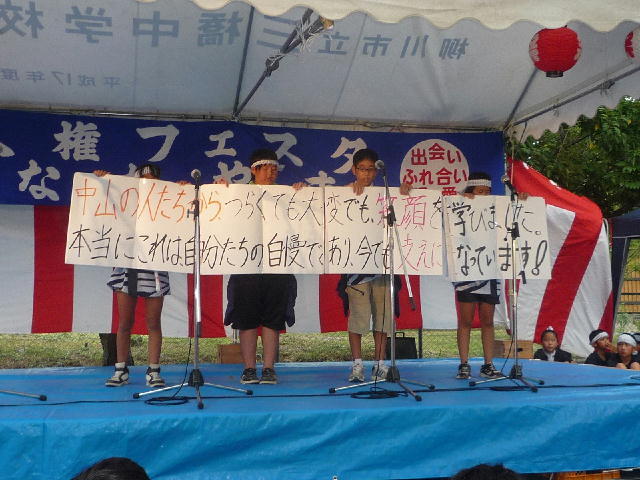 柳川市立三橋中学校
平成17年度
権フェスタ
出会い
ふれ合い
中山の人たちから、つらくても大変でも、笑顔を学びました。
本当にこれは自分たちの自慢であり、今でも支えになっています!